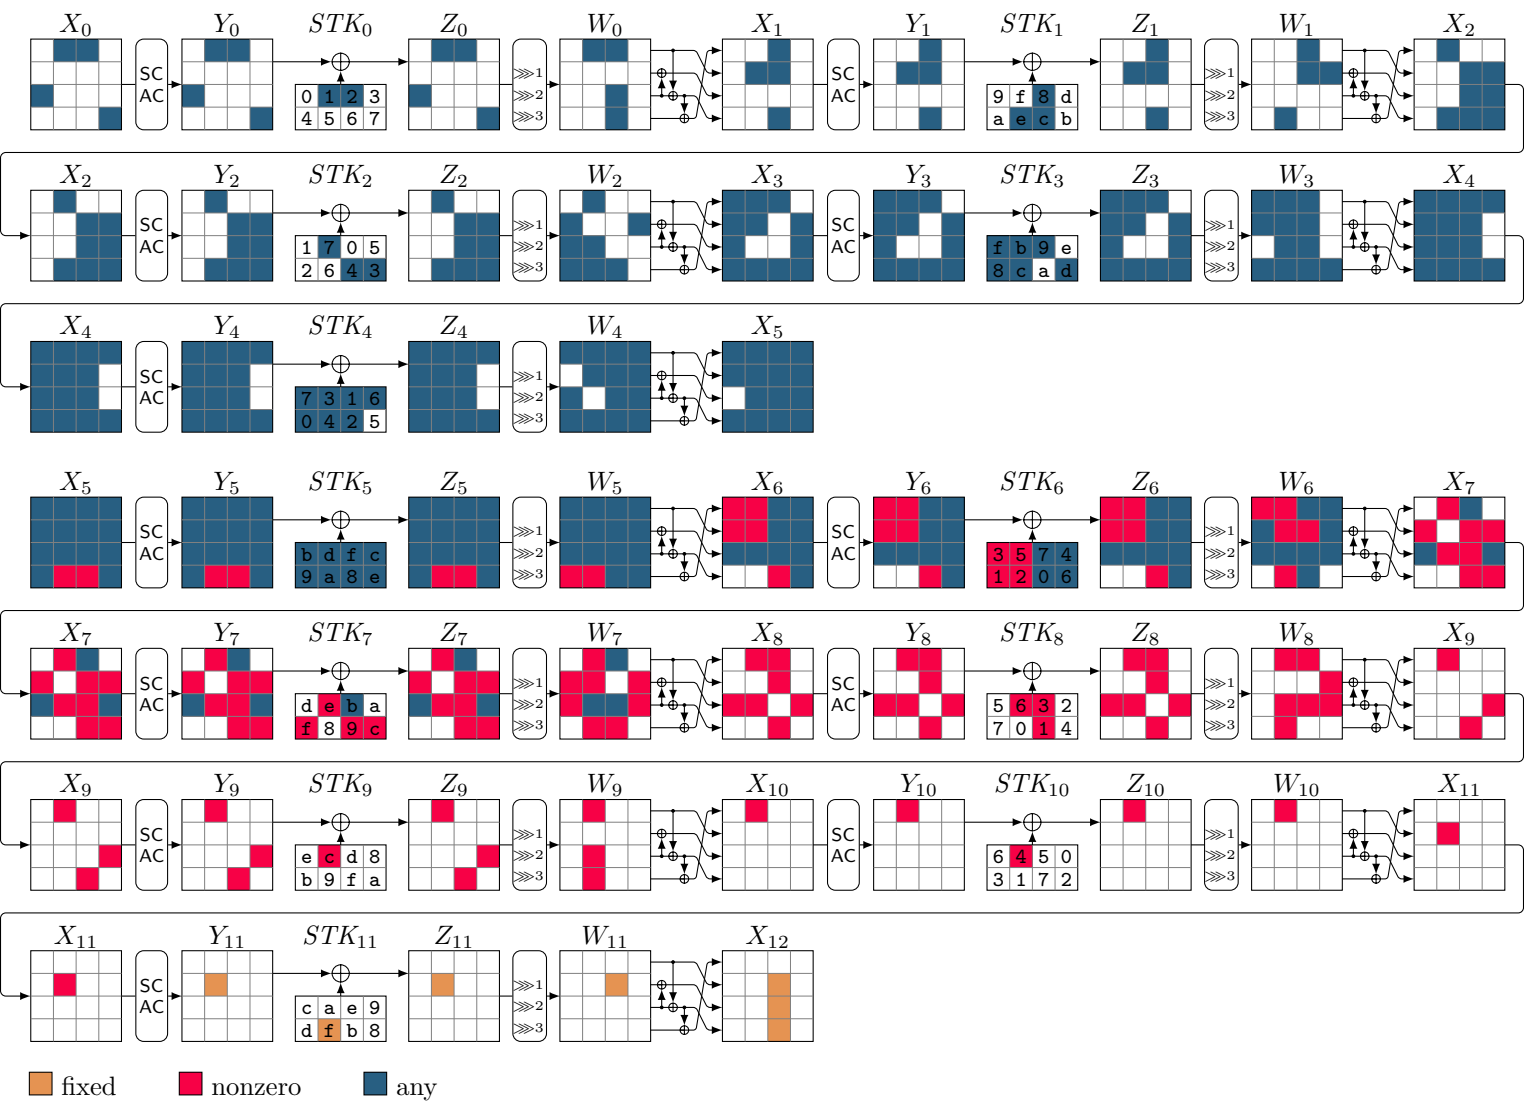 X0 Y0 STK0 Z0 W0 X1 Y1 STK1 Z1 W1 X2
SC AC 0 1 2 3 ⋙1 ⋙2 ⋙3 SC AC 9 f 8 d ⋙1 ⋙2 ⋙3
4 5 6 7 a e c b
X2 Y2 STK2 Z2 W2 X3 Y3 STK3 Z3 W3 X4
SC AC 1 7 0 5 ⋙1 ⋙2 ⋙3 SC AC f b 9 e ⋙1 ⋙2 ⋙3
2 6 4 3 8 c a d
X4 Y4 STK4 Z4 W4 X5
SC AC 7 3 1 6 ⋙1 ⋙2 ⋙3
0 4 2 5
X5 Y5 STK5 Z5 W5 X6 Y6 STK6 Z6 W6 X7
SC AC b d f c ⋙1 ⋙2 ⋙3 SC AC 3 5 7 4 ⋙1 ⋙2 ⋙3
9 a 8 e 1 2 0 6
X7 Y7 STK7 Z7 W7 X8 Y8 STK8 Z8 W8 X9
SC AC d e b a ⋙1 ⋙2 ⋙3 SC AC 5 6 3 2 ⋙1 ⋙2 ⋙3
f 8 9 c 7 0 1 4
X9 Y9 STK9 Z9 W9 X10 Y10 STK10 Z10 W10 X11
SC AC e c d 8 ⋙1 ⋙2 ⋙3 SC AC 6 4 5 0 ⋙1 ⋙2 ⋙3
b 9 f a 3 1 7 2
X11 Y11 STK11 Z11 W11 X12
SC AC c a e 9 ⋙1 ⋙2 ⋙3
d f b 8
fixed nonzero any